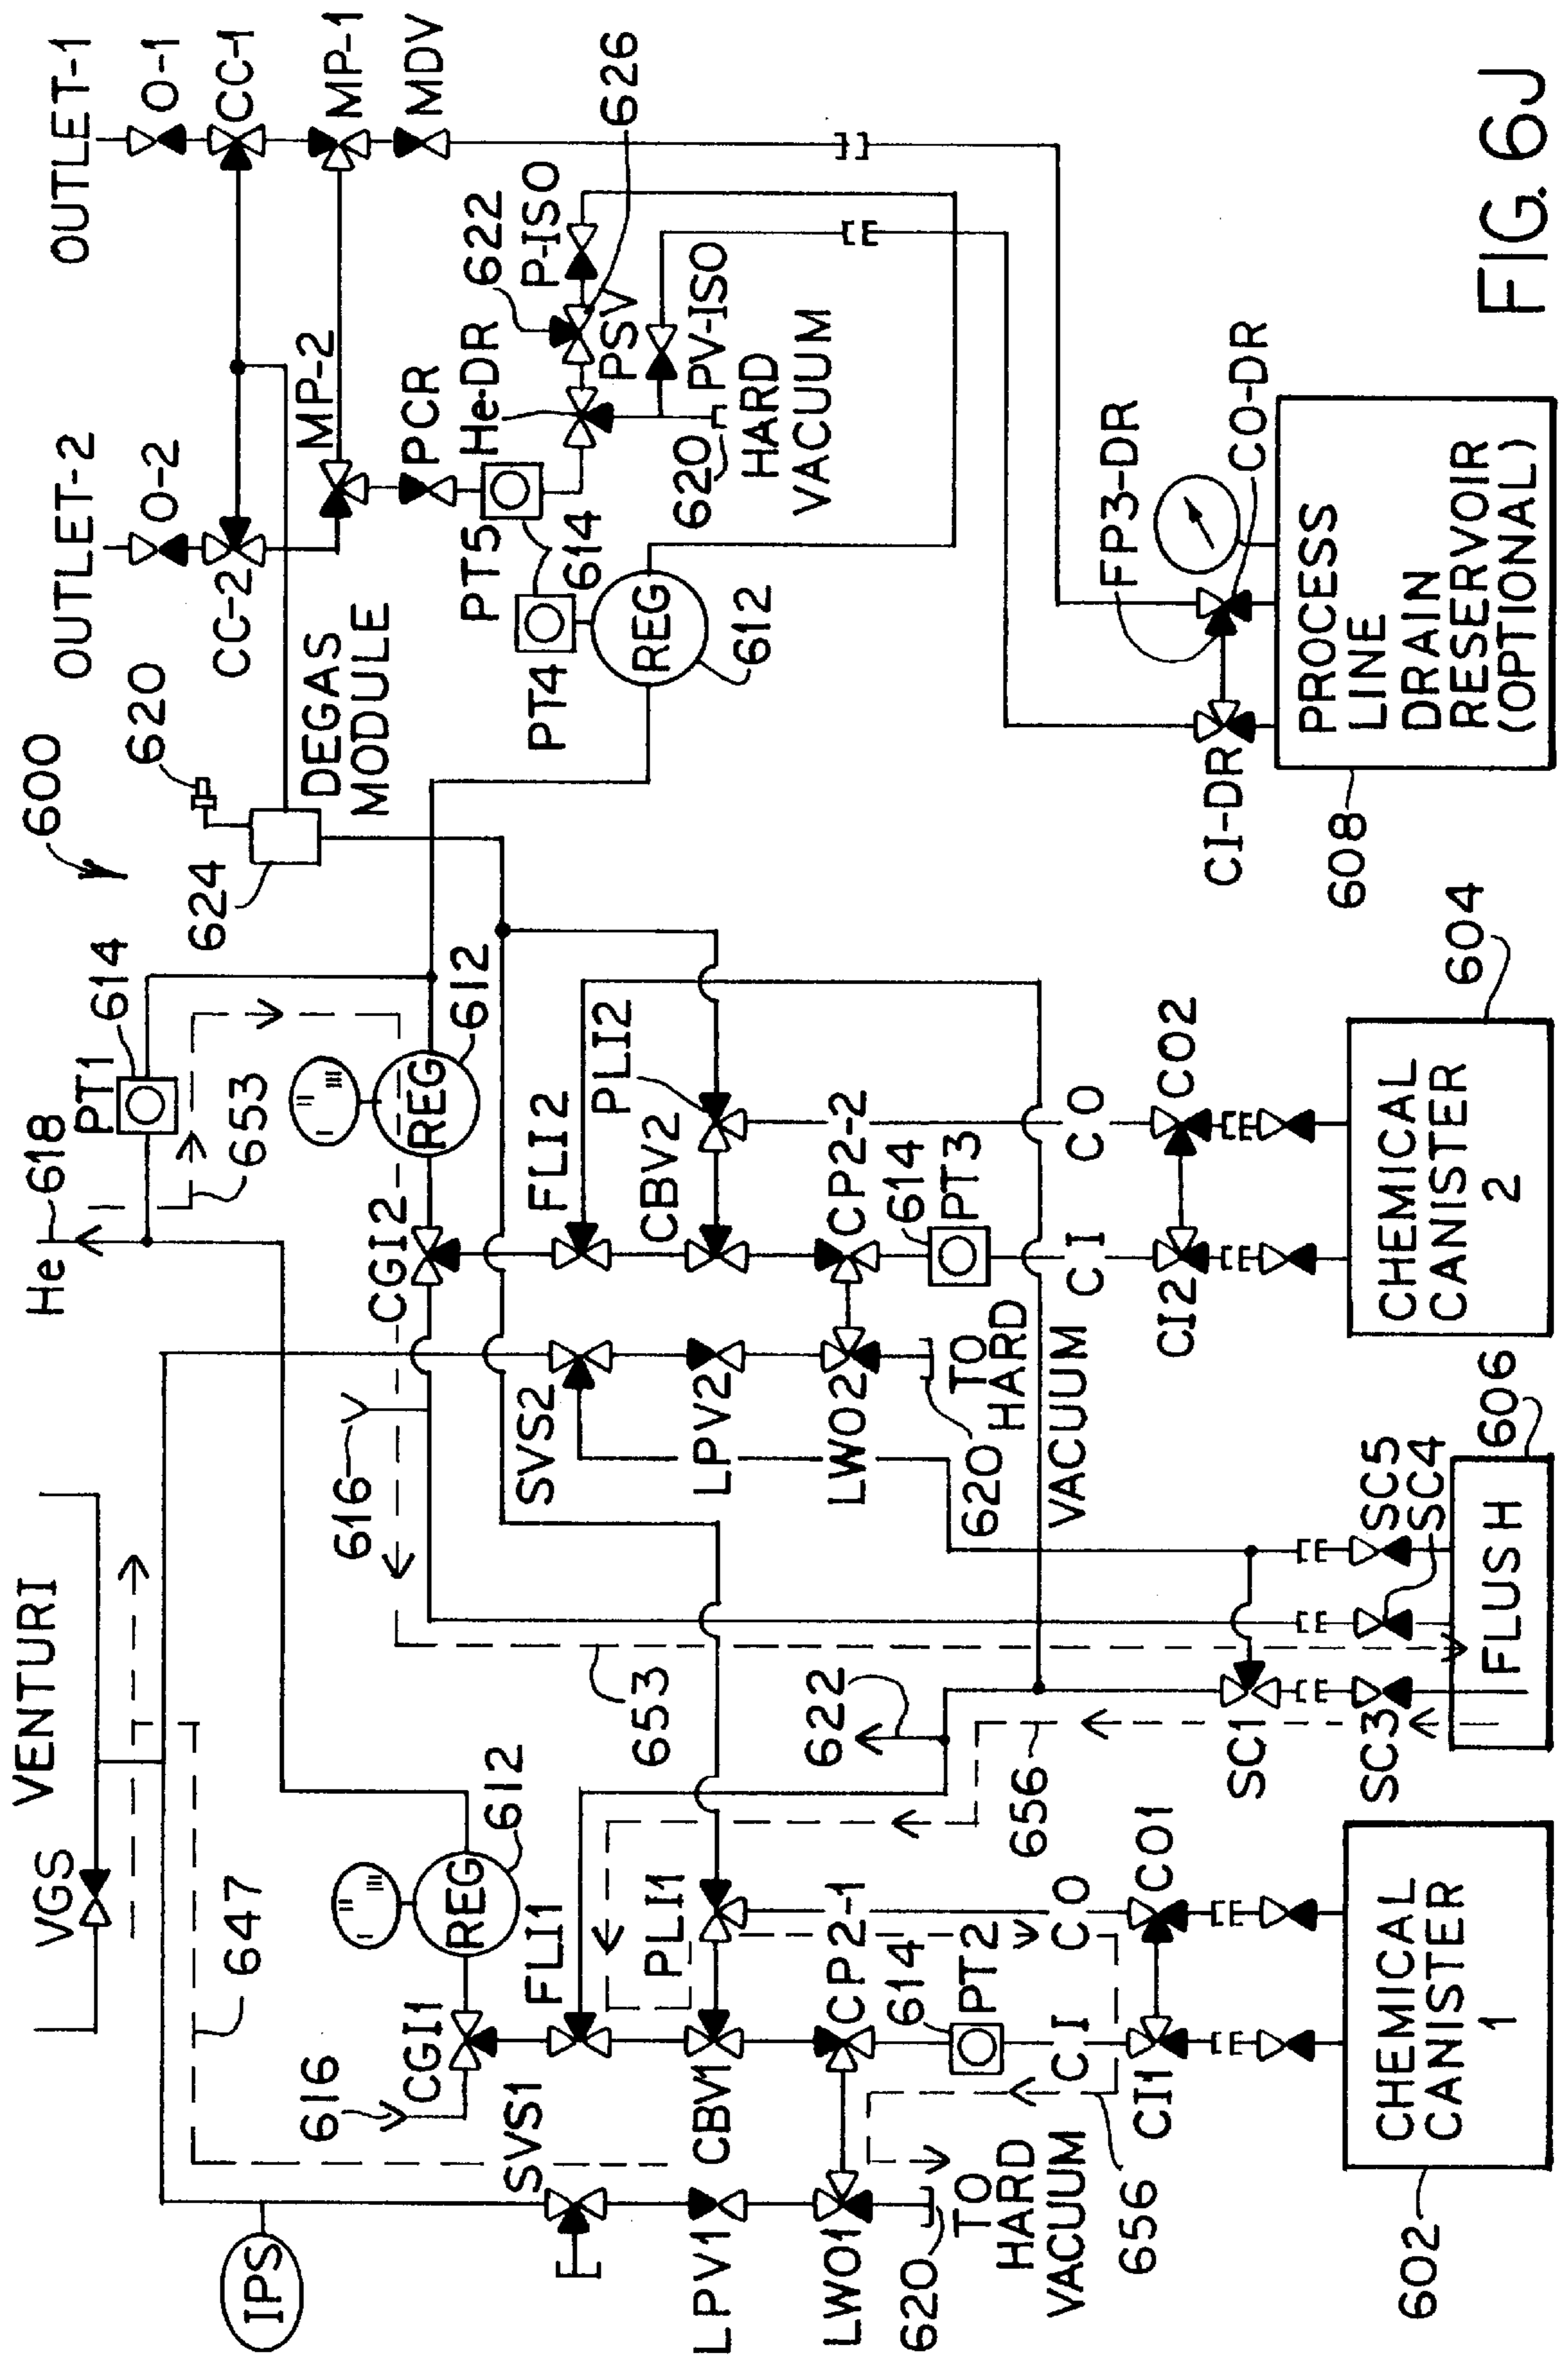 600
VGS
VENTURI
He
618
PT1
614
653
620
624
DEGAS
MODULE
OUTLET-2
O-2
CC-2
OUTLET-1
O-1
CC-1
MP-1
MDV
MP-2
PCR
PT5
614
PT4
REG
612
He-DR
622
P-ISO
626
PSV
PV-ISO
620
HARD
VACUUM
IPS
647
616
CGI1
REG
612
FLI1
SVS1
LPV1
CBV1
PLI1
CP2-1
LWO1
614
PT2
620
TO
HARD
VACUUM
656
CI
CO
CI1
CO1
602
CHEMICAL
CANISTER
1
616
653
622
656
SC1
SC3
SC4
SC5
FLUSH
606
CGI2
REG
612
FLI2
SVS2
LPV2
CBV2
PLI2
CP2-2
LWO2
614
PT3
620
TO
HARD
VACUUM
CI
CO
CI2
CO2
604
CHEMICAL
CANISTER
2
CI-DR
FP3-DR
CO-DR
608
PROCESS
LINE
DRAIN
RESERVOIR
(OPTIONAL)
FIG. 6J